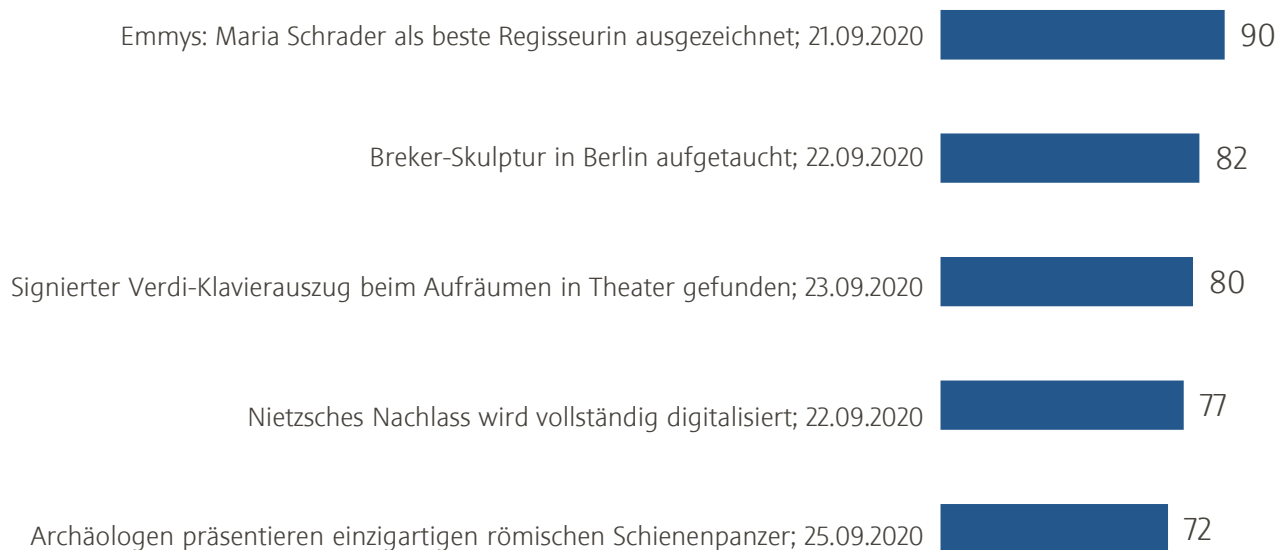 Emmys: Maria Schrader als beste Regisseurin ausgezeichnet; 21.09.2020 90
Breker-Skulptur in Berlin aufgetaucht; 22.09.2020 82
Signierter Verdi-Klavierauszug beim Aufräumen in Theater gefunden; 23.09.2020 80
Nietzsches Nachlass wird vollständig digitalisiert; 22.09.2020 77
Archäologen präsentieren einzigartigen römischen Schienenpanzer; 25.09.2020 72